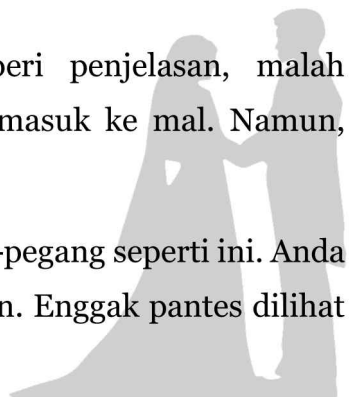 beri penjelasan, malah
masuk ke mal. Namun,
-pegang seperti ini. Anda
n. Enggak pantes dilihat